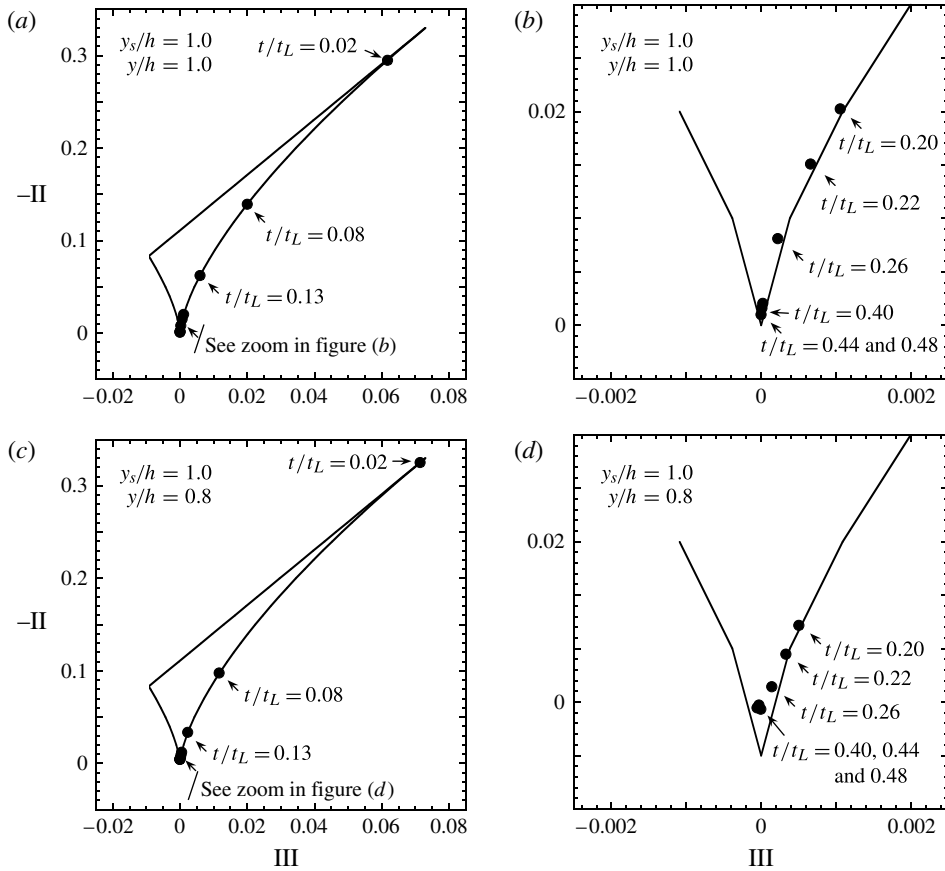 (a)
y_s/h = 1.0
y/h = 1.0
t/t_L = 0.02
t/t_L = 0.08
t/t_L = 0.13
See zoom in figure (b)
0.3
0.2
0.1
0
–II
−0.02 0 0.02 0.04 0.06 0.08
(b)
y_s/h = 1.0
y/h = 1.0
t/t_L = 0.20
t/t_L = 0.22
t/t_L = 0.26
t/t_L = 0.40
t/t_L = 0.44 and 0.48
0.02
0
−0.002 0 0.002
(c)
y_s/h = 1.0
y/h = 0.8
t/t_L = 0.02
t/t_L = 0.08
t/t_L = 0.13
See zoom in figure (d)
0.3
0.2
0.1
0
–II
−0.02 0 0.02 0.04 0.06 0.08
III
(d)
y_s/h = 1.0
y/h = 0.8
t/t_L = 0.20
t/t_L = 0.22
t/t_L = 0.26
t/t_L = 0.40, 0.44
and 0.48
0.02
0
−0.002 0 0.002
III